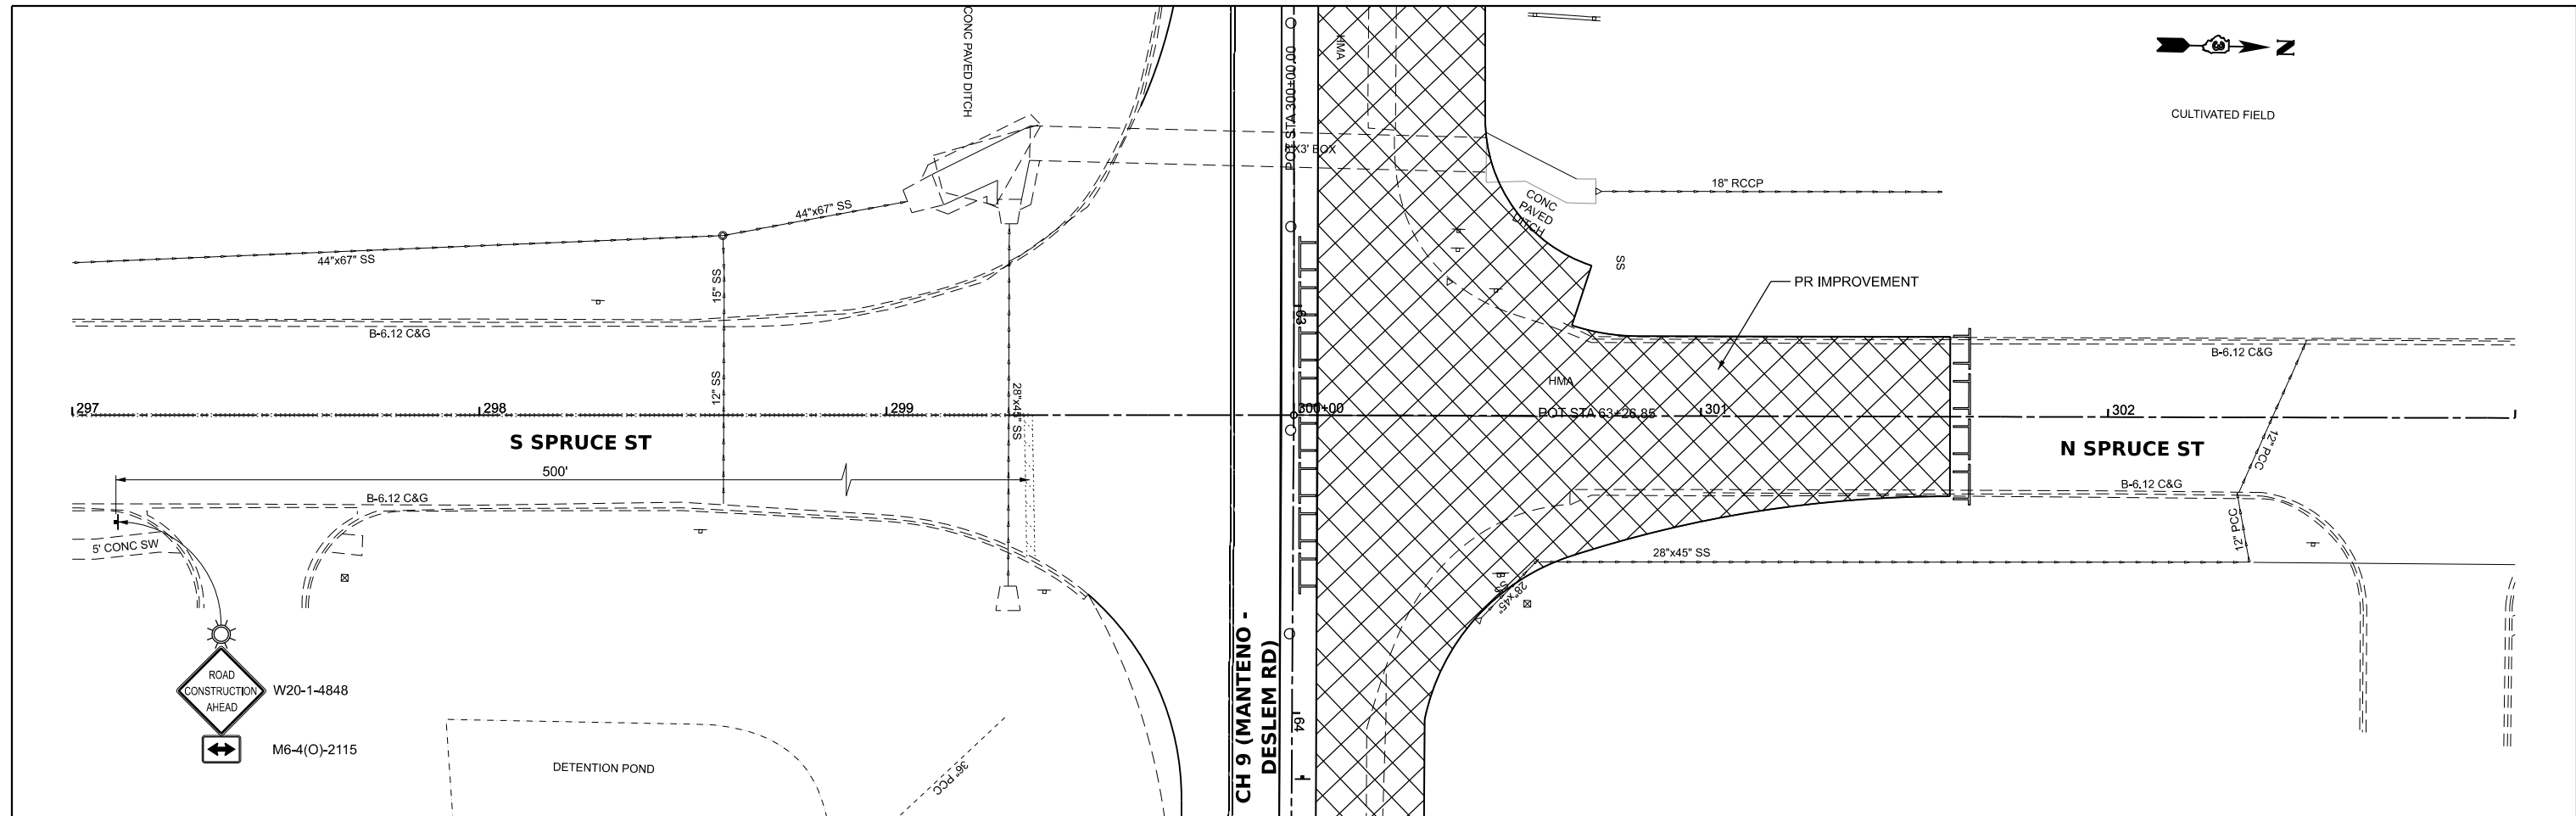 CONC PAVED DITCH
HMA
POT STA 300+00.00
N
3
CULTIVATED FIELD
X3' BOX
18" RCCP
CONC
PAVED
DITCH
44"x67" SS
44"x67" SS
SS
15" SS
PR IMPROVEMENT
63
B-6.12 C&G
B-6.12 C&G
12" SS
28"x45" SS
HMA
297
298
299
300+00
POT STA 63+26.85
301
302
S SPRUCE ST
N SPRUCE ST
12" PCC
500'
B-6.12 C&G
B-6.12 C&G
5' CONC SW
12" PCC
28"x45" SS
28"x45"
SS
ROAD
CONSTRUCTION
AHEAD
W20-1-4848
M6-4(O)-2115
CH 9 (MANTENO -
DESLEM RD)
64
DETENTION POND
36" PCC